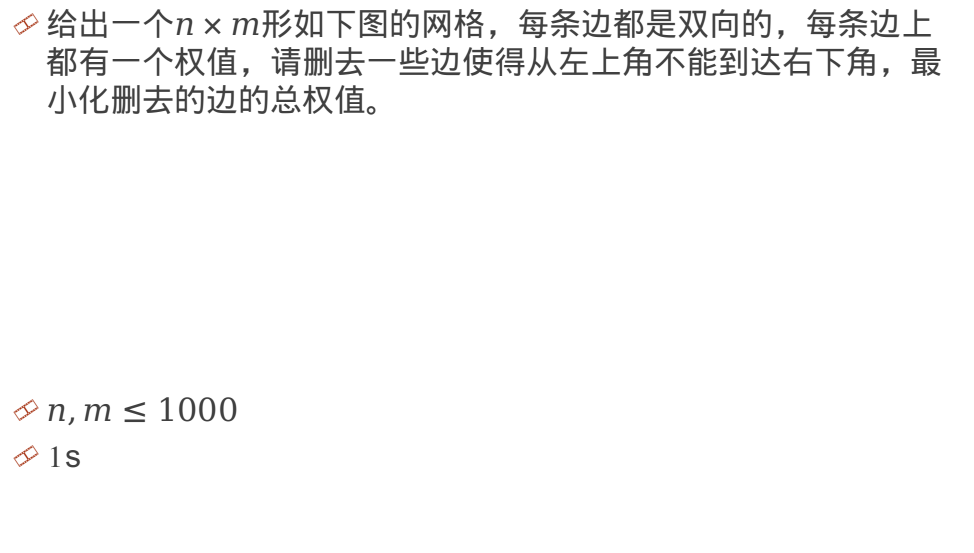 给出一个n × m形如下图的网格，每条边都是双向的，每条边上
都有一个权值，请删去一些边使得从左上角不能到达右下角，最
小化删去的边的总权值。
n, m ≤ 1000
1s